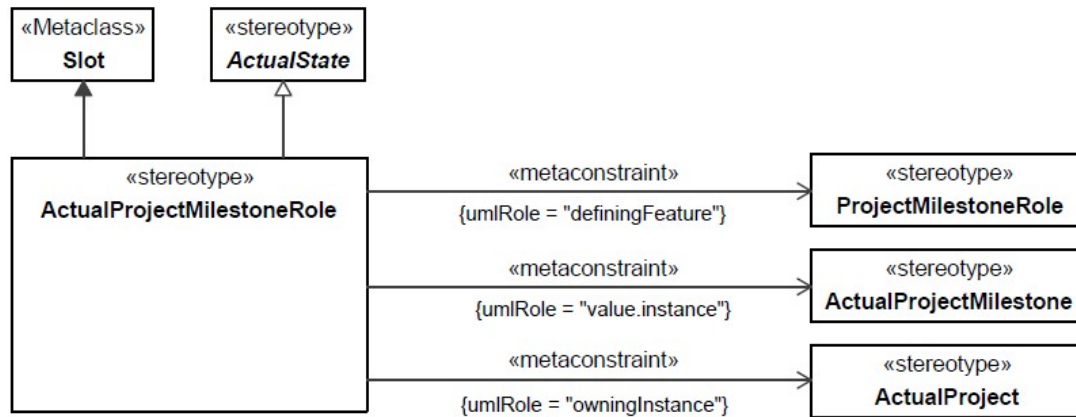 «Metaclass»
Slot
«stereotype»
ActualState
«stereotype»
ActualProjectMilestoneRole
«metaconstraint»
{umlRole = "definingFeature"}
«stereotype»
ProjectMilestoneRole
«metaconstraint»
{umlRole = "value.instance"}
«stereotype»
ActualProjectMilestone
«metaconstraint»
{umlRole = "owningInstance"}
«stereotype»
ActualProject